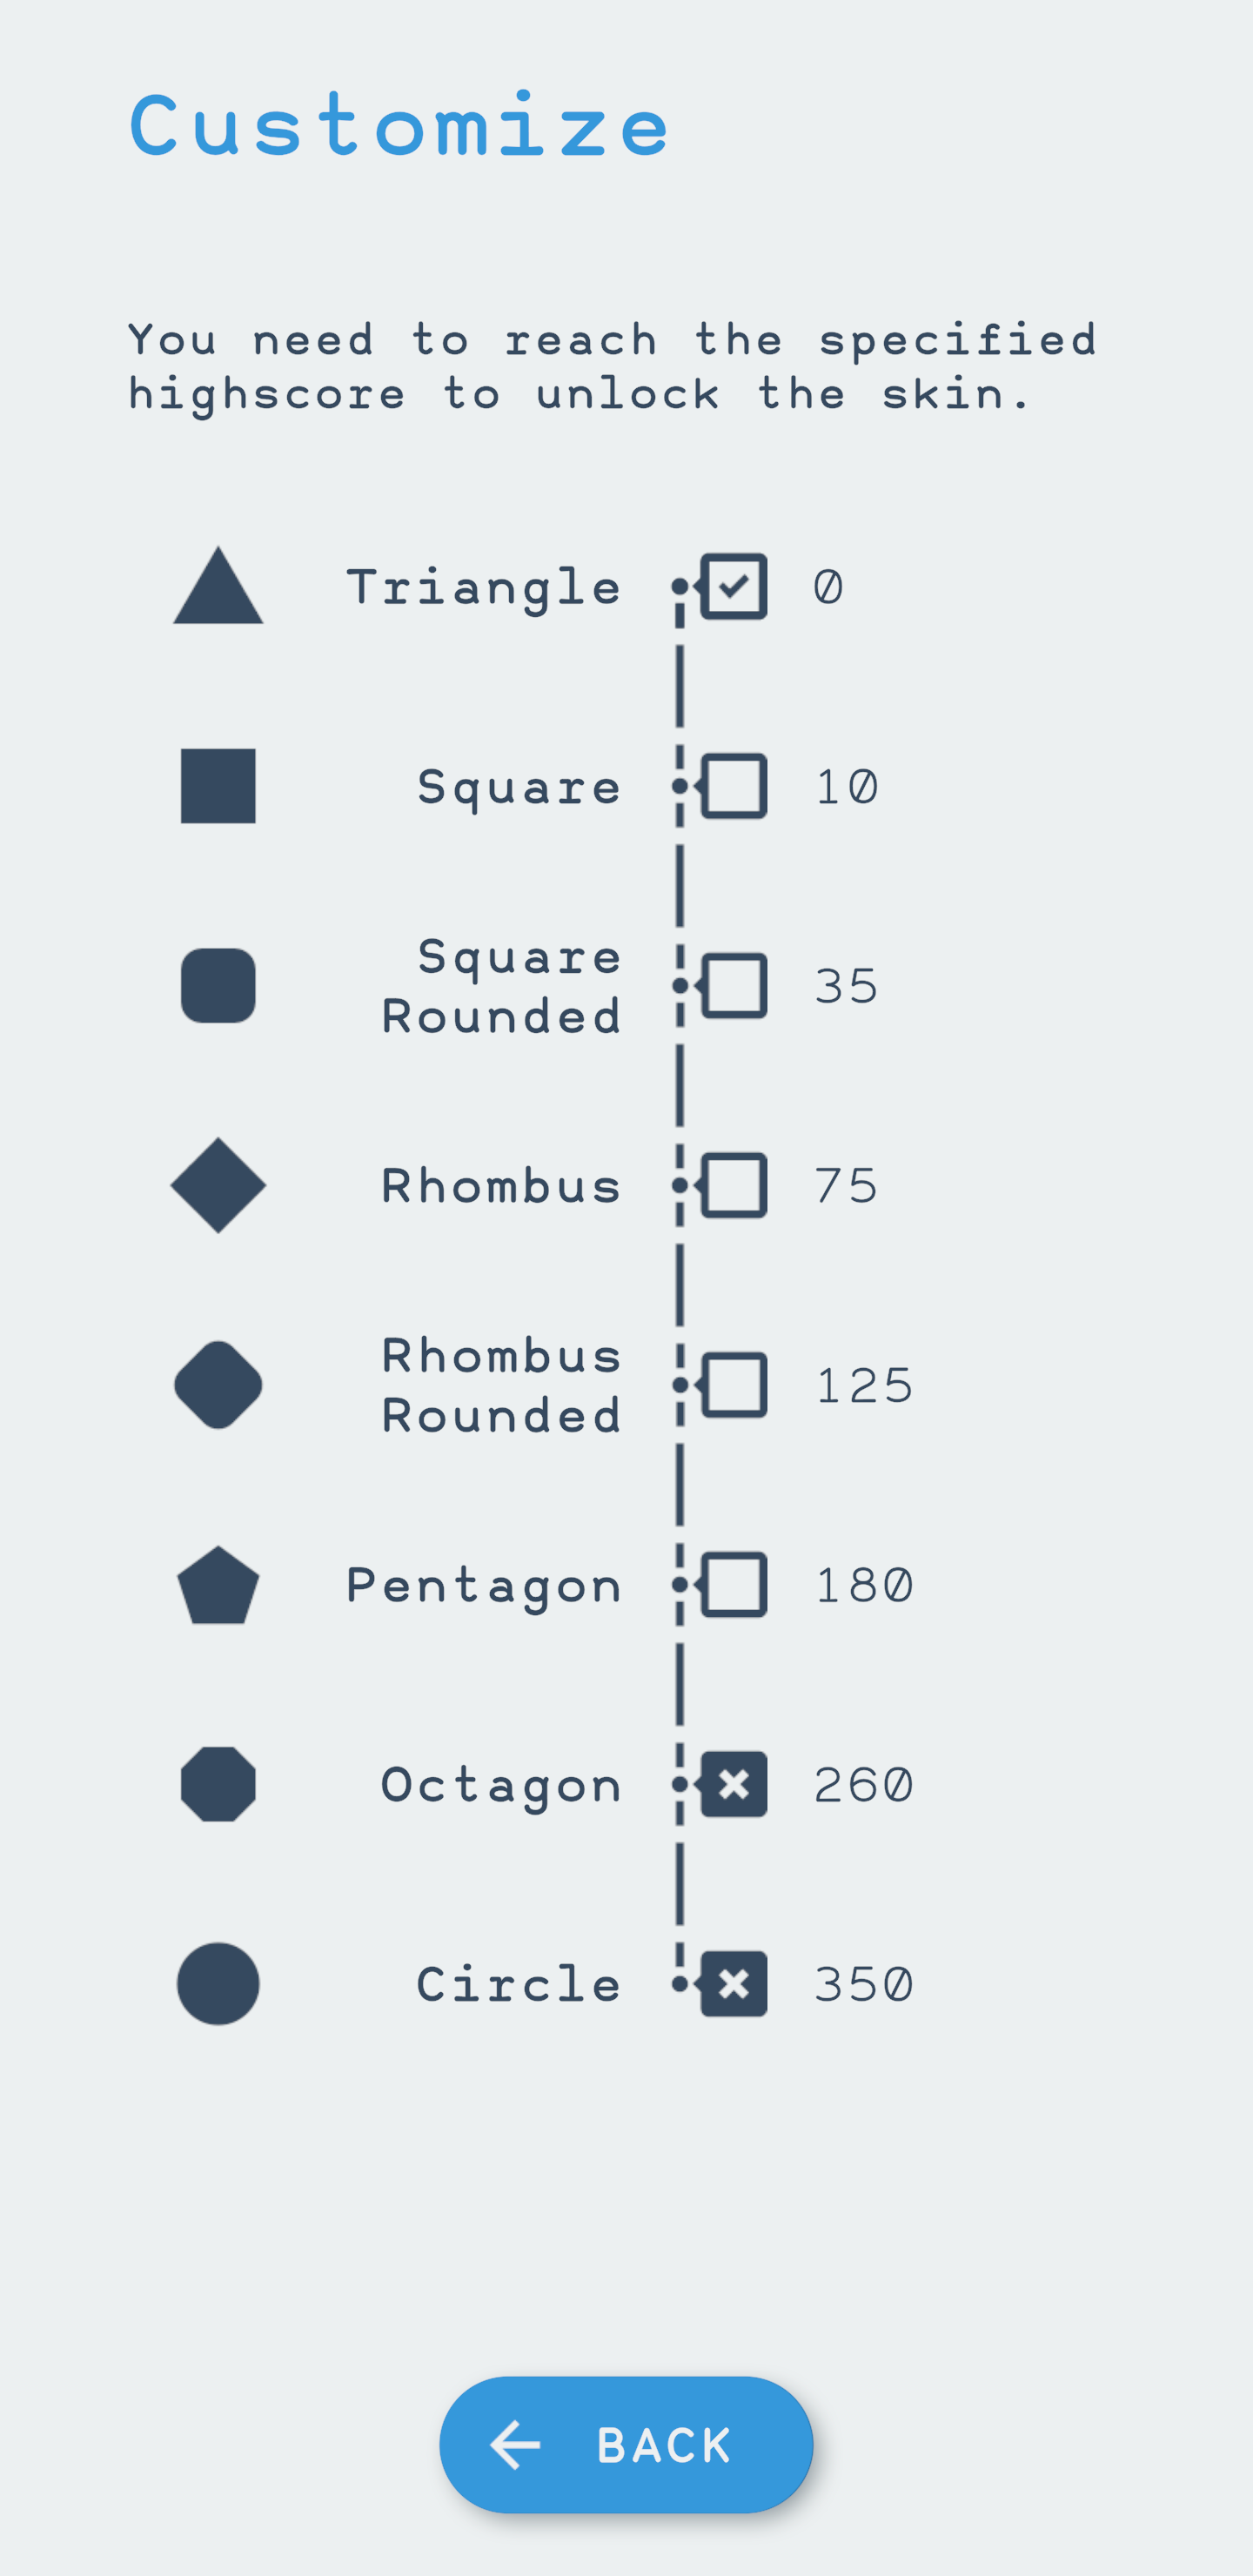 Customize
You need to reach the specified
highscore to unlock the skin.
Triangle 0
Square 10
Square
Rounded 35
Rhombus 75
Rhombus
Rounded 125
Pentagon 180
Octagon 260
Circle 350
BACK